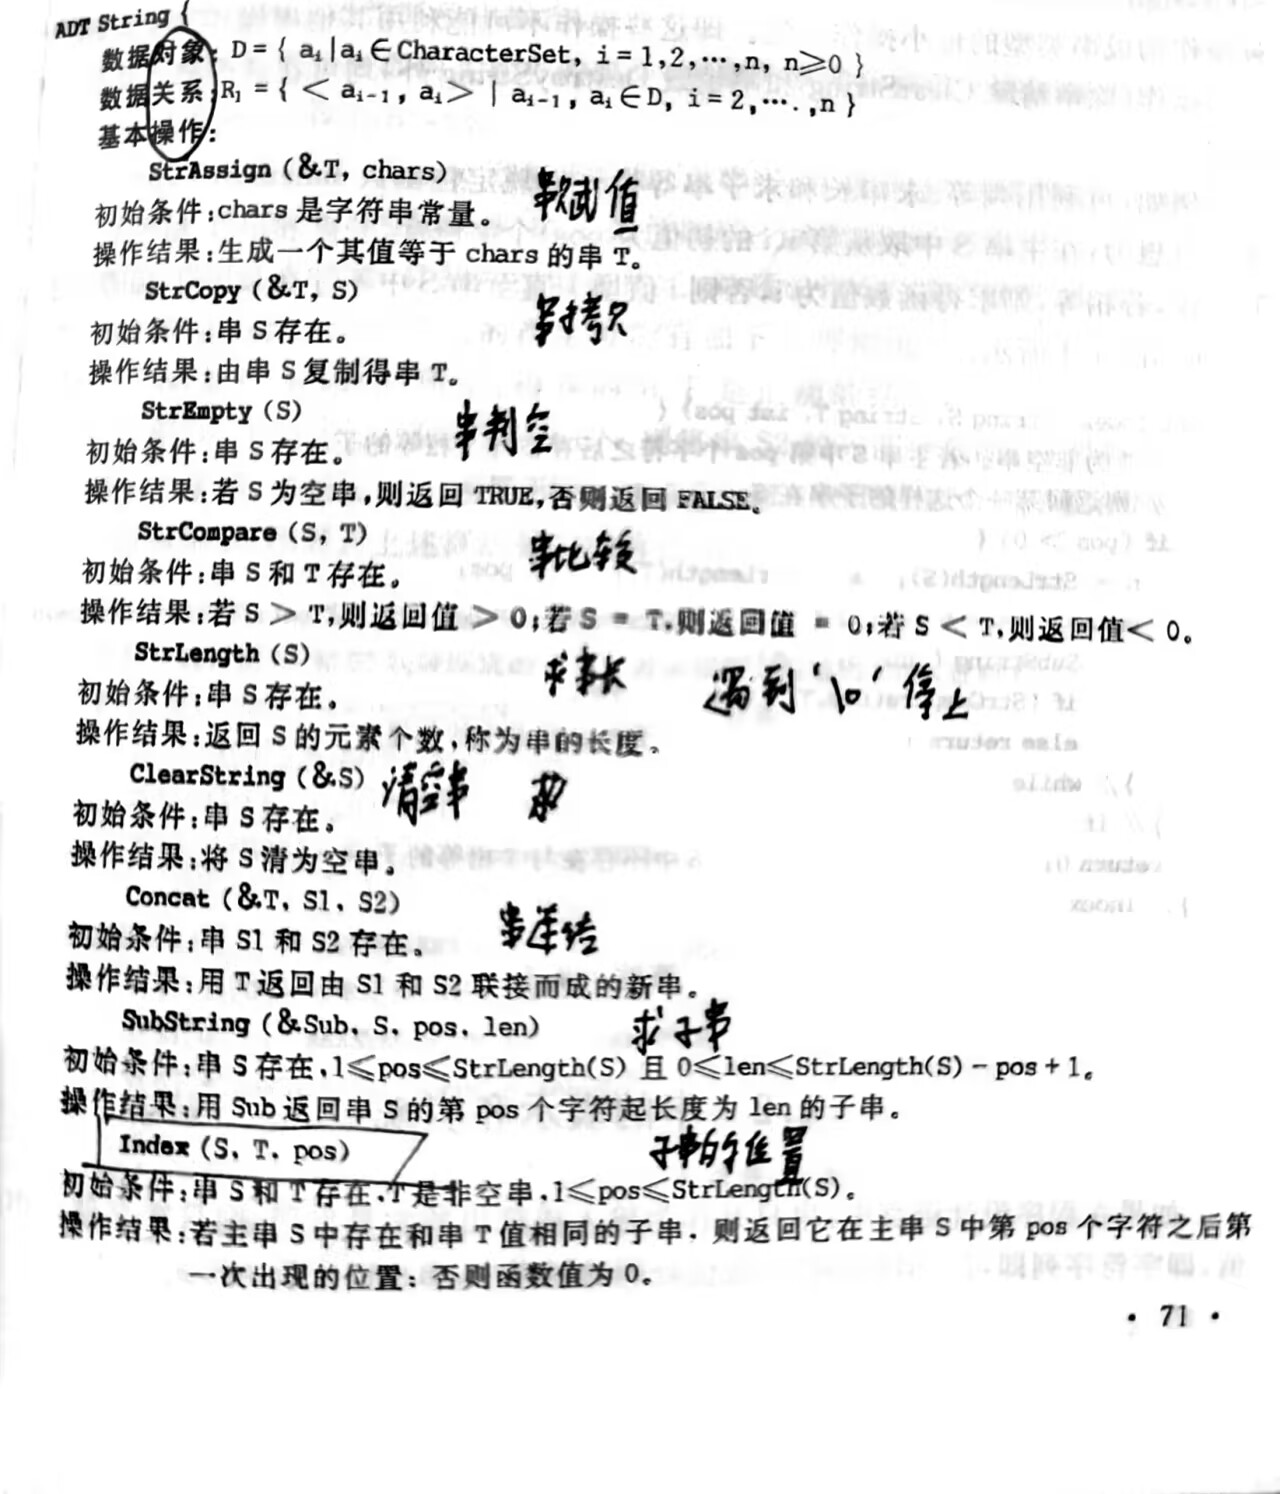 ADT String {
数据对象: D = { aᵢ|aᵢ∈CharacterSet, i = 1,2,…,n, n≥0 }
数据关系:R₁ = { < aᵢ₋₁, aᵢ> | aᵢ₋₁, aᵢ∈D, i = 2,….,n }
基本操作:
StrAssign (&T, chars)
串赋值
初始条件:chars 是字符串常量。
操作结果:生成一个其值等于 chars 的串 T。
StrCopy (&T, S)
串拷贝
初始条件:串 S 存在。
操作结果:由串 S 复制得串 T。
StrEmpty (S)
串判空
初始条件:串 S 存在。
操作结果:若 S 为空串,则返回 TRUE,否则返回 FALSE。
StrCompare (S, T)
串比较
初始条件:串 S 和 T 存在。
操作结果:若 S > T,则返回值 > 0;若 S = T,则返回值 = 0;若 S < T,则返回值< 0。
StrLength (S)
求串长 遇到'\0'停止
初始条件:串 S 存在。
操作结果:返回 S 的元素个数,称为串的长度。
ClearString (&S) 清空串
初始条件:串 S 存在。
操作结果:将 S 清为空串。
Concat (&T, S1, S2)
串连结
初始条件:串 S1 和 S2 存在。
操作结果:用 T 返回由 S1 和 S2 联接而成的新串。
SubString (&Sub, S, pos, len) 求子串
初始条件:串 S 存在,1≤pos≤StrLength(S) 且 0≤len≤StrLength(S) - pos + 1。
操作结果:用 Sub 返回串 S 的第 pos 个字符起长度为 len 的子串。
Index (S, T, pos) 子串的位置
初始条件:串 S 和 T 存在,T 是非空串,1≤pos≤StrLength(S)。
操作结果:若主串 S 中存在和串 T 值相同的子串, 则返回它在主串 S 中第 pos 个字符之后第
一次出现的位置; 否则函数值为 0。
· 71 ·